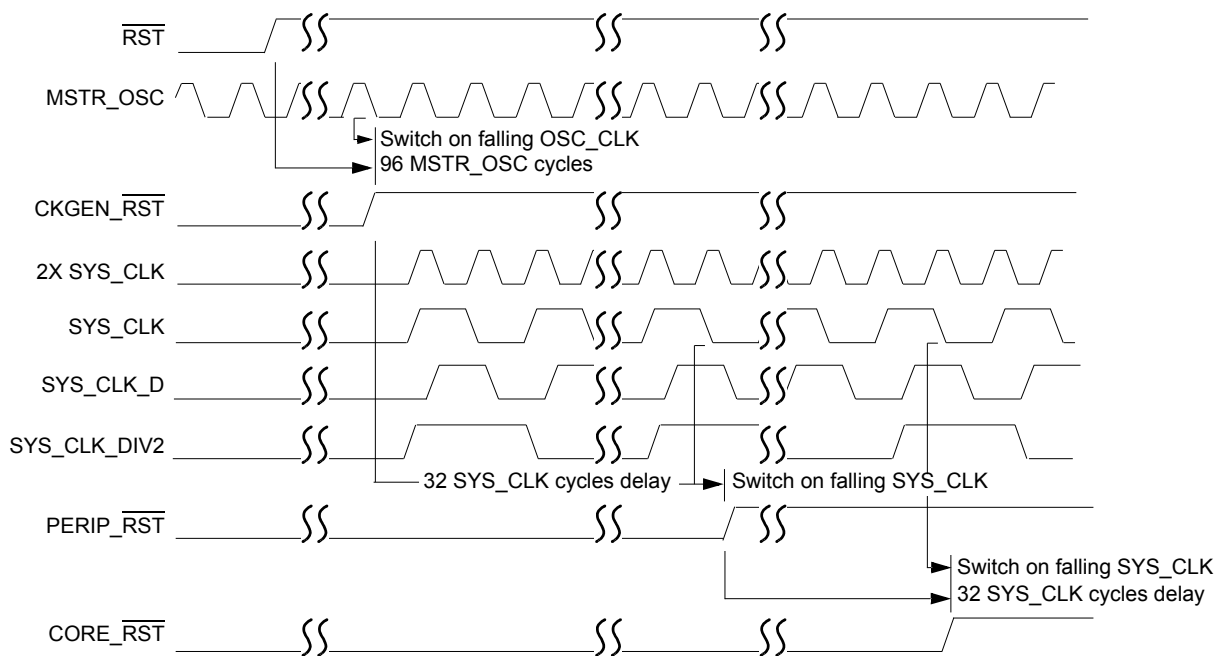 RST
MSTR_OSC
Switch on falling OSC_CLK
96 MSTR_OSC cycles
CKGEN_RST
2X SYS_CLK
SYS_CLK
SYS_CLK_D
SYS_CLK_DIV2
32 SYS_CLK cycles delay
Switch on falling SYS_CLK
PERIP_RST
Switch on falling SYS_CLK
32 SYS_CLK cycles delay
CORE_RST